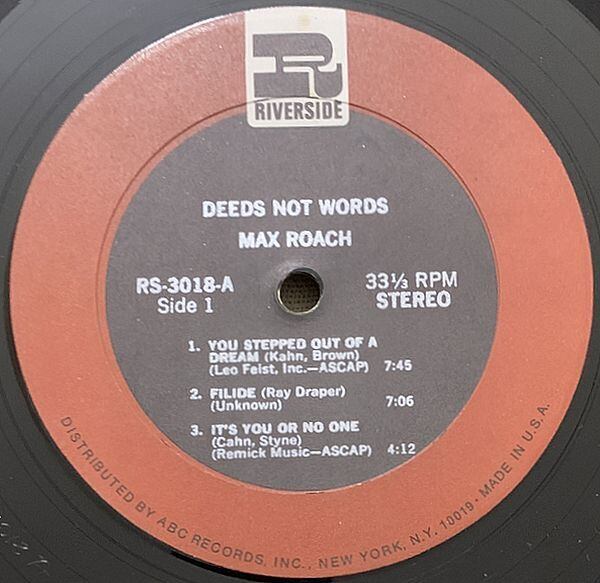 R
RIVERSIDE
DEEDS NOT WORDS
MAX ROACH
RS-3018-A
Side 1
33⅓ RPM
STEREO
1. YOU STEPPED OUT OF A
DREAM (Kahn, Brown)
(Leo Feist, Inc.—ASCAP) 7:45
2. FILIDE (Ray Draper)
(Unknown) 7:06
3. IT'S YOU OR NO ONE
(Cahn, Styne)
(Remick Music—ASCAP) 4:12
DISTRIBUTED BY ABC RECORDS, INC., NEW YORK, N.Y. 10019 · MADE IN U.S.A.